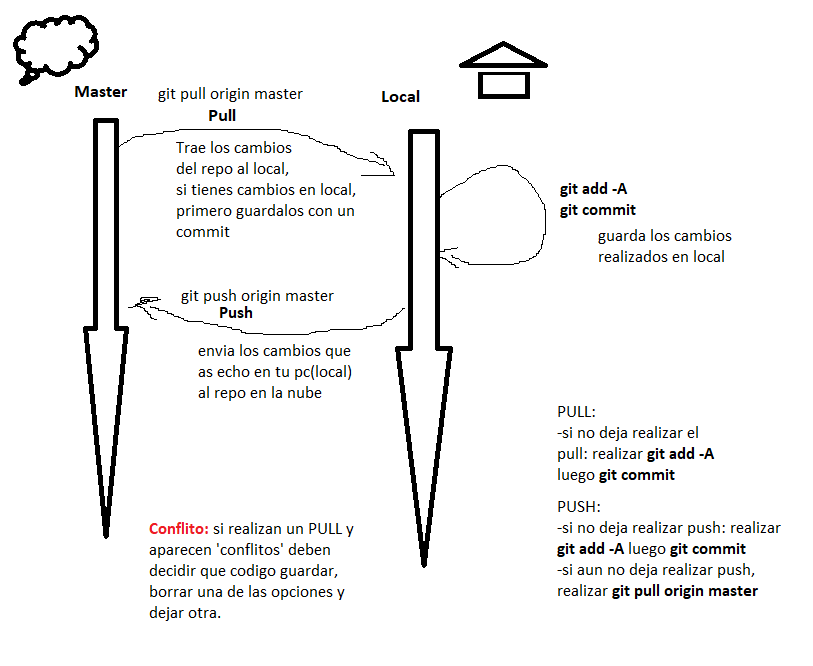 Master
git pull origin master
Pull
Trae los cambios
del repo al local,
si tienes cambios en local,
primero guardalos con un
commit
Local
git add -A
git commit
guarda los cambios
realizados en local
git push origin master
Push
envia los cambios que
as echo en tu pc(local)
al repo en la nube
Conflito: si realizan un PULL y
aparecen 'conflitos' deben
decidir que codigo guardar,
borrar una de las opciones y
dejar otra.
PULL:
-si no deja realizar el
pull: realizar git add -A
luego git commit
PUSH:
-si no deja realizar push: realizar
git add -A luego git commit
-si aun no deja realizar push,
realizar git pull origin master